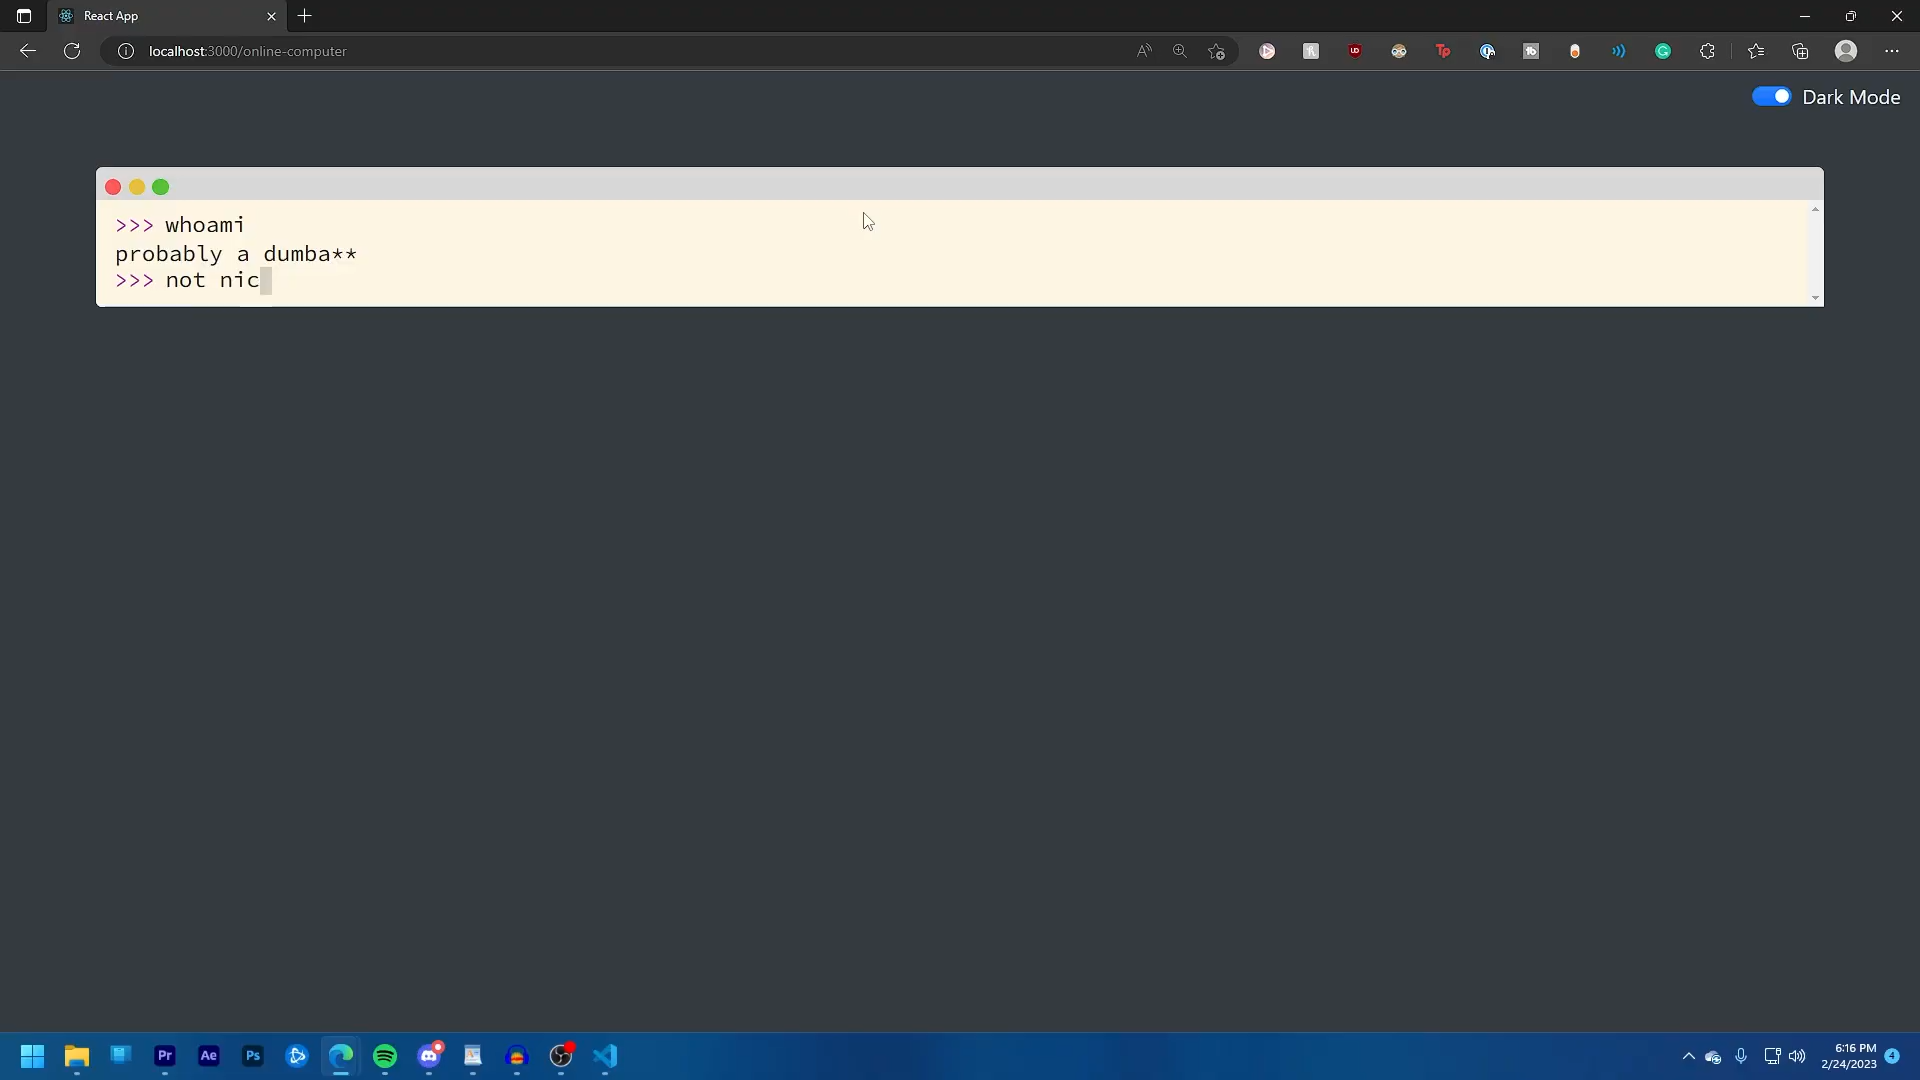 React App
localhost:3000/online-computer
Dark Mode
>>> whoami
probably a dumba**
>>> not nic
Pr
Ae
Ps
6:16 PM
2/24/2023
4